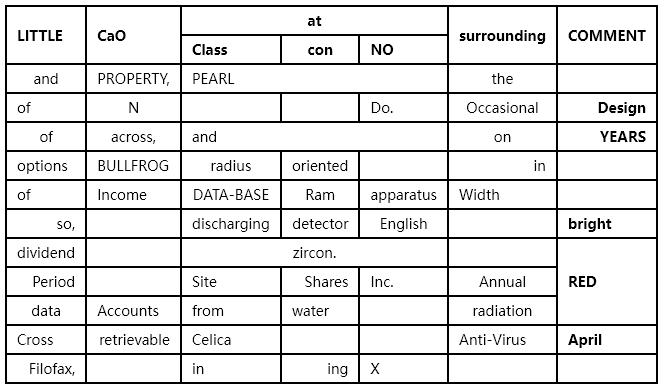 LITTLE CaO at surrounding COMMENT
Class con NO
and PROPERTY, PEARL the
of N Do. Occasional Design
of across, and on YEARS
options BULLFROG radius oriented in
of Income DATA-BASE Ram apparatus Width
so, discharging detector English bright
dividend zircon.
Period Site Shares Inc. Annual RED
data Accounts from water radiation
Cross retrievable Celica Anti-Virus April
Filofax, in ing X